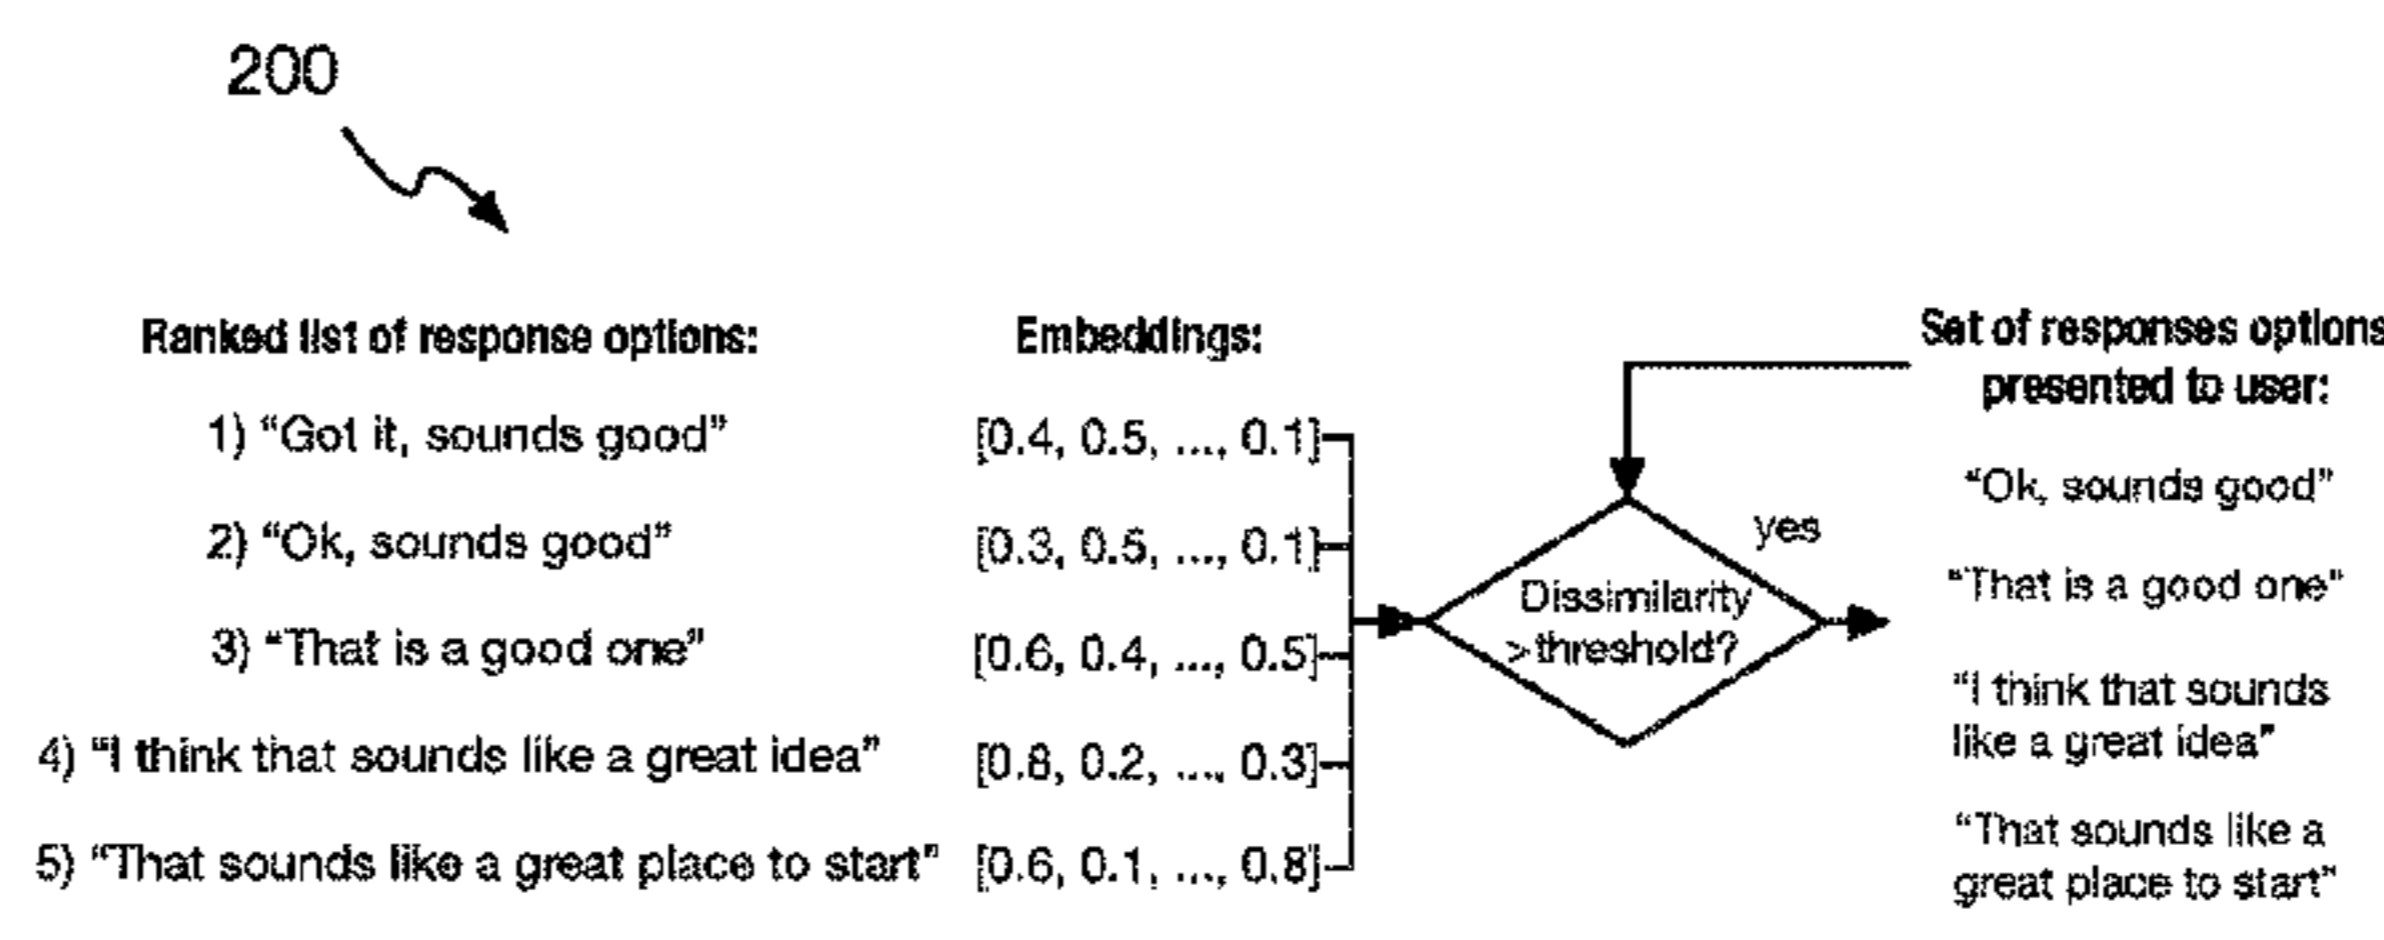 200
Ranked list of response options:
1) “Got it, sounds good”
2) “Ok, sounds good”
3) “That is a good one”
4) “I think that sounds like a great idea”
5) “That sounds like a great place to start”
Embeddings:
[0.4, 0.5, ..., 0.1]
[0.3, 0.5, ..., 0.1]
[0.6, 0.4, ..., 0.5]
[0.8, 0.2, ..., 0.3]
[0.6, 0.1, ..., 0.8]
Dissimilarity
>threshold?
yes
Set of responses options
presented to user:
“Ok, sounds good”
“That is a good one”
“I think that sounds
like a great idea”
“That sounds like a
great place to start”